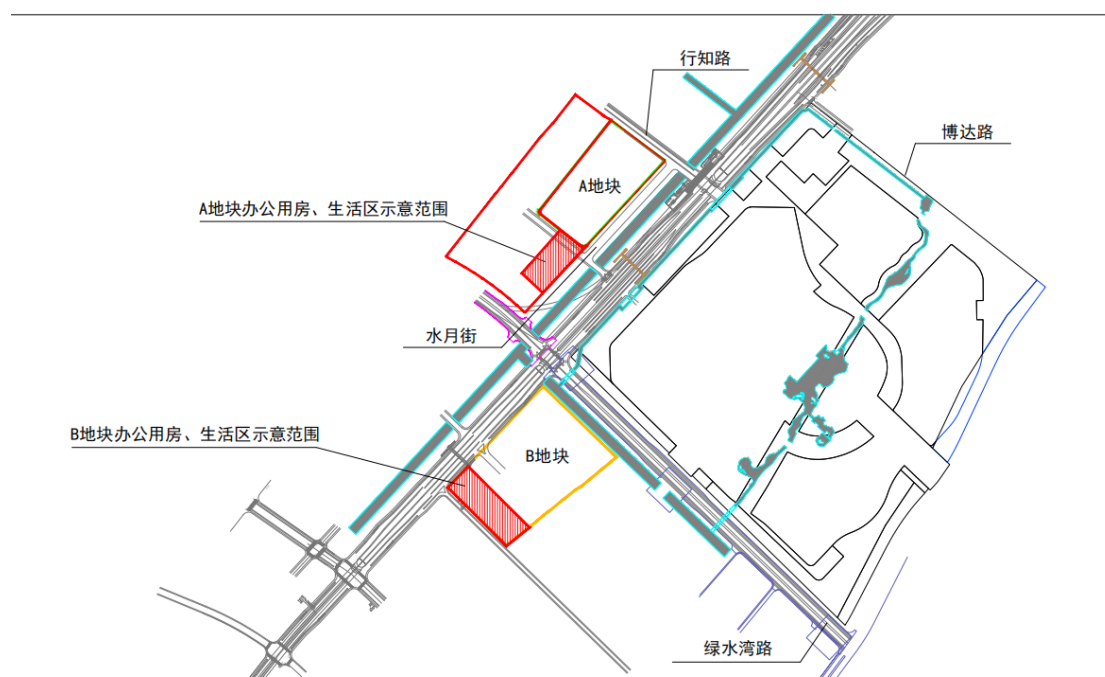 行知路
博达路
A地块
A地块办公用房、生活区示意范围
水月街
B地块办公用房、生活区示意范围
B地块
绿水湾路